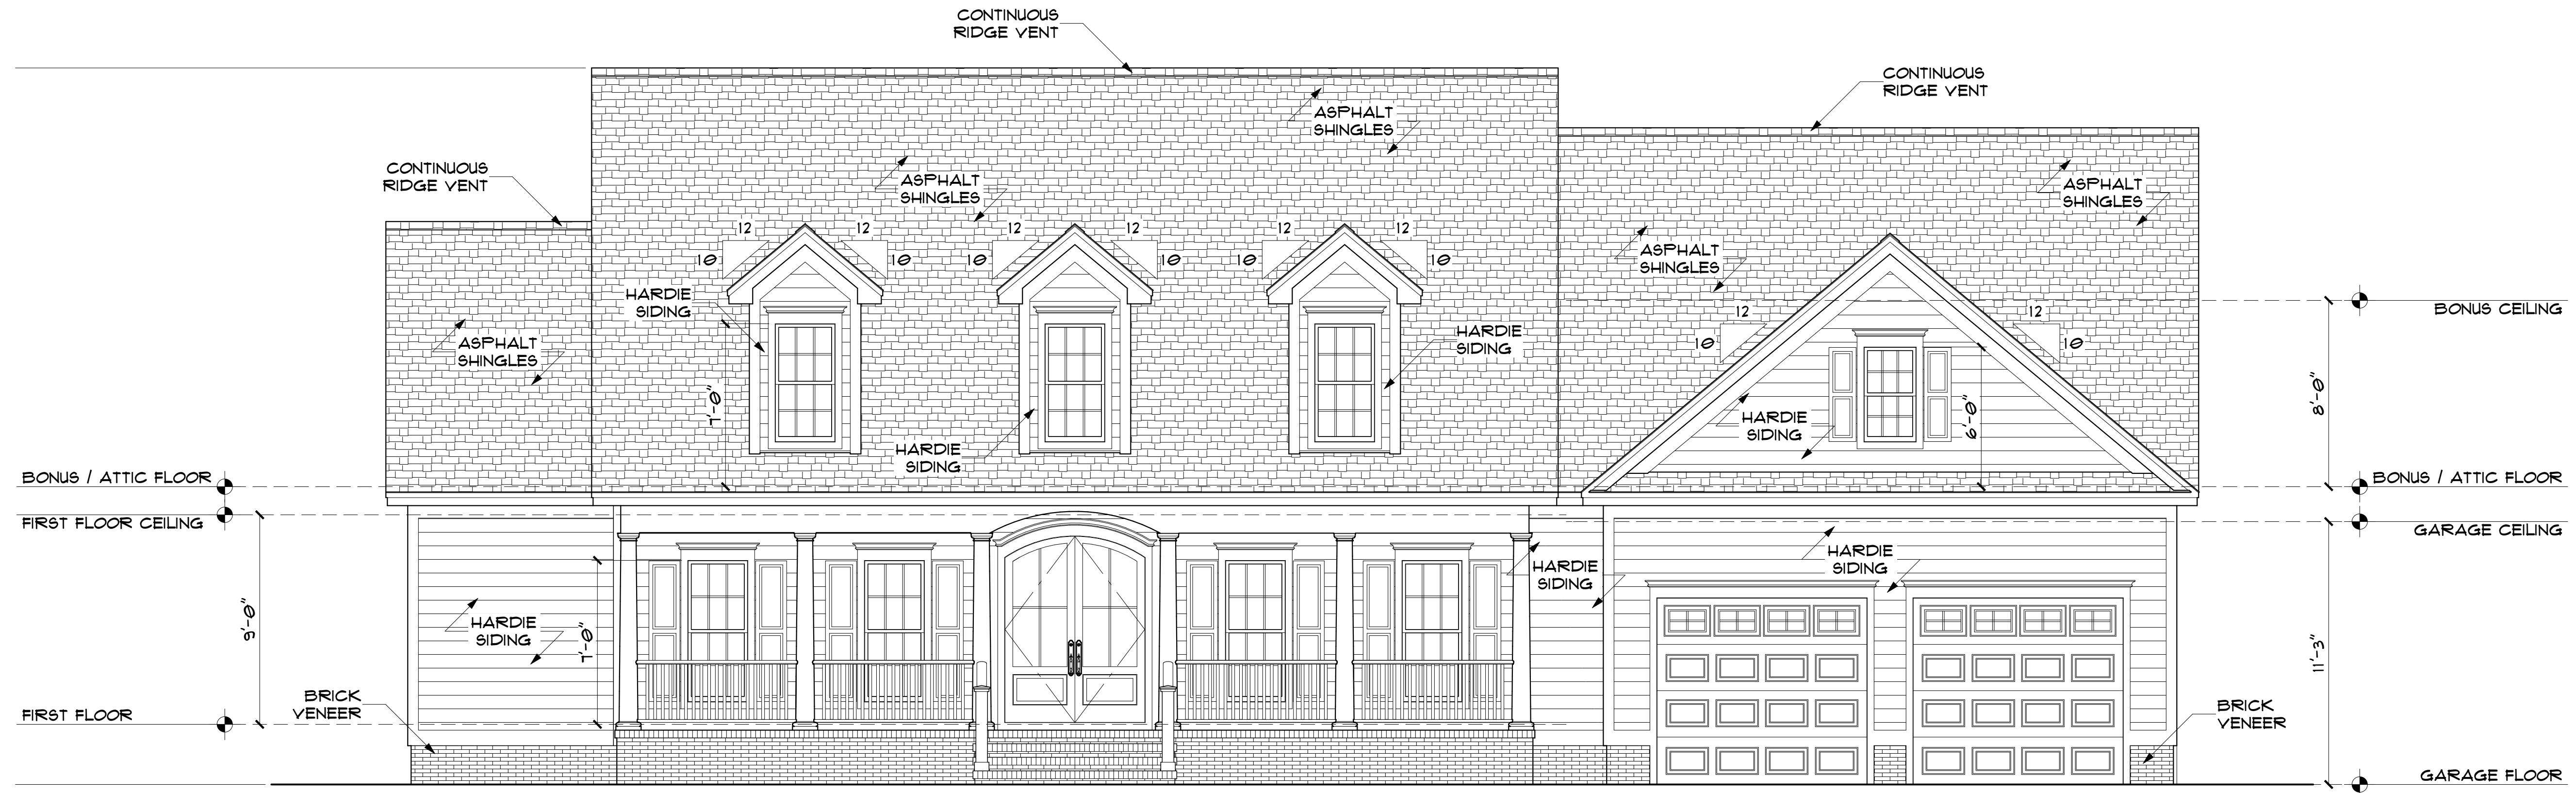 CONTINUOUS
RIDGE VENT
CONTINUOUS
RIDGE VENT
ASPHALT
SHINGLES
CONTINUOUS
RIDGE VENT
ASPHALT
SHINGLES
ASPHALT
SHINGLES
12
12
12
12
12
12
10
10
10
10
10
10
ASPHALT
SHINGLES
HARDIE
SIDING
BONUS CEILING
12
12
10
10
HARDIE
SIDING
ASPHALT
SHINGLES
7'-0"
8'-0"
6'-0"
HARDIE
SIDING
HARDIE
SIDING
BONUS / ATTIC FLOOR
BONUS / ATTIC FLOOR
FIRST FLOOR CEILING
GARAGE CEILING
HARDIE
SIDING
HARDIE
SIDING
9'-0"
HARDIE
SIDING
7'-0"
11'-3"
BRICK
VENEER
FIRST FLOOR
BRICK
VENEER
GARAGE FLOOR